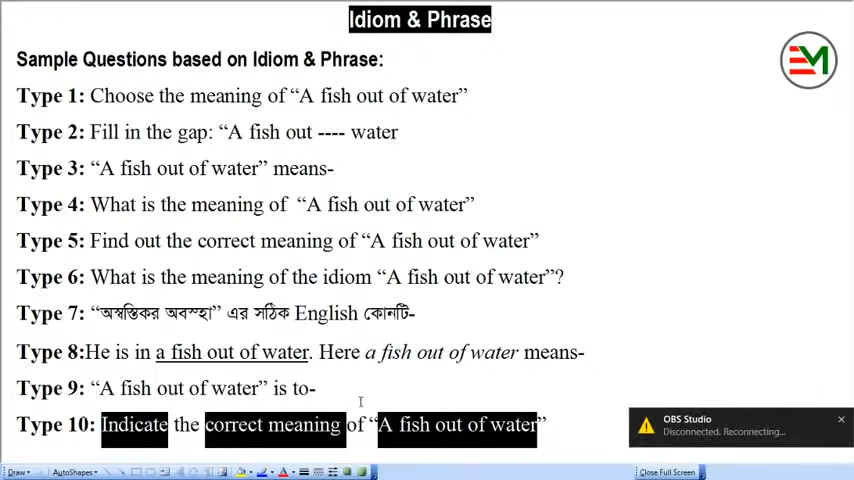 Idiom & Phrase
Sample Questions based on Idiom & Phrase:
EM
Type 1: Choose the meaning of “A fish out of water”
Type 2: Fill in the gap: “A fish out ---- water
Type 3: “A fish out of water” means-
Type 4: What is the meaning of “A fish out of water”
Type 5: Find out the correct meaning of “A fish out of water”
Type 6: What is the meaning of the idiom “A fish out of water”?
Type 7: “অস্বস্তিকর অবস্হা” এর সঠিক English কোনটি-
Type 8:He is in a fish out of water. Here a fish out of water means-
Type 9: “A fish out of water” is to-
Type 10: Indicate the correct meaning of “A fish out of water”
OBS Studio
Disconnected. Reconnecting...
Draw
AutoShapes
Close Full Screen